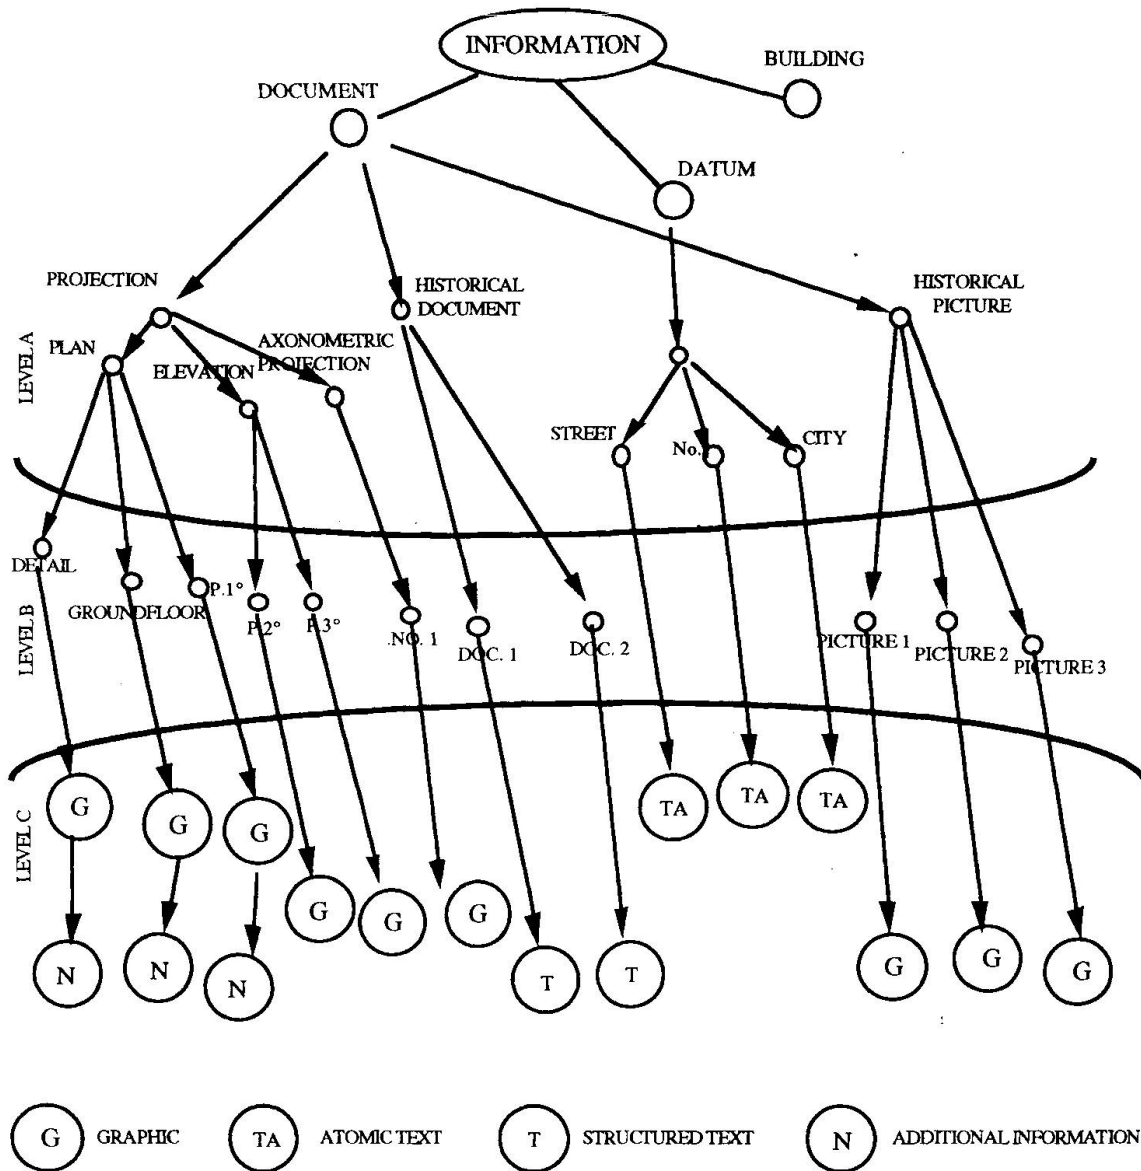 INFORMATION
BUILDING
DOCUMENT
DATUM
PROJECTION
HISTORICAL
DOCUMENT
HISTORICAL
PICTURE
LEVEL A
PLAN
ELEVATION
AXONOMETRIC
PROJECTION
STREET
No.
CITY
LEVEL B
DETAIL
GROUNDFLOOR
P.1°
P.2°
P.3°
.NO. 1
DOC. 1
DOC. 2
PICTURE 1
PICTURE 2
PICTURE 3
LEVEL C
G
G
G
TA
TA
TA
G
G
G
N
N
N
T
T
G
G
G
G GRAPHIC
TA ATOMIC TEXT
T STRUCTURED TEXT
N ADDITIONAL INFORMATION